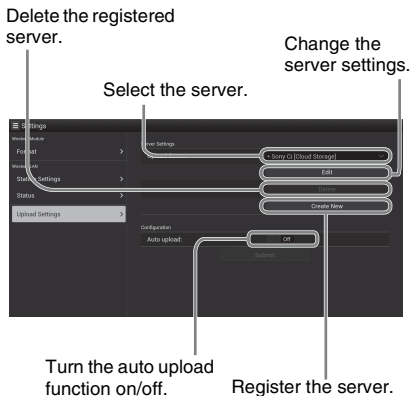 Delete the registered
server.
Change the
server settings.
Select the server.
Settings
Wireless Module
Format
Wireless LAN
Station Settings
Status
Upload Settings
Server Settings
• Sony Ci [Cloud Storage]
Edit
Delete
Create New
Configuration
Auto upload:
Off
Submit
Turn the auto upload
function on/off.
Register the server.